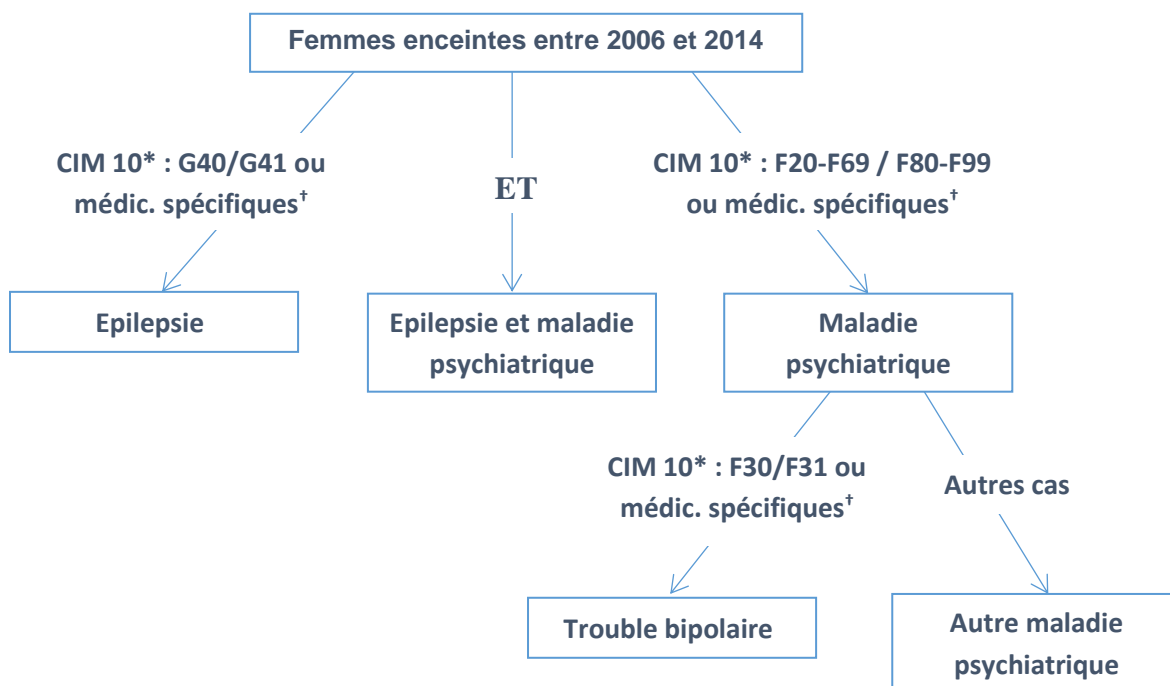 Femmes enceintes entre 2006 et 2014
CIM 10* : G40/G41 ou
médic. spécifiques†
ET
CIM 10* : F20-F69 / F80-F99
ou médic. spécifiques†
Epilepsie
Epilepsie et maladie
psychiatrique
Maladie
psychiatrique
CIM 10* : F30/F31 ou
médic. spécifiques†
Autres cas
Trouble bipolaire
Autre maladie
psychiatrique